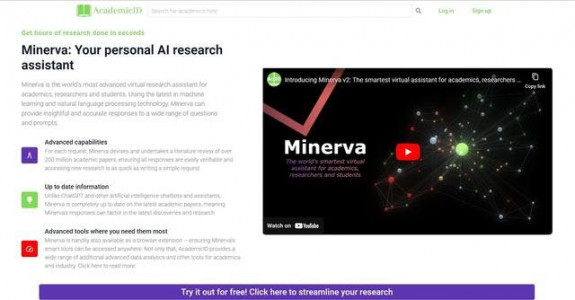 AcademicID
Search for academics here
Log in
Sign up
Get hours of research done in seconds
Minerva: Your personal AI research
assistant
Minerva is the world's most advanced virtual research assistant for
academics, researchers and students. Using the latest in machine
learning and natural language processing technology, Minerva can
provide insightful and accurate responses to a wide range of questions
and prompts.
Advanced capabilities
For each request, Minerva devises and undertakes a literature review of over
200 million academic papers, ensuring all responses are easily verifiable and
accessing new research is as quick as writing a simple request
Up to date information
Unlike ChatGPT and other artificial intelligence chatbots and assistants,
Minerva is completely up to date on the latest academic papers, meaning
Minerva's responses can factor in the latest discoveries and research
Advanced tools where you need them most
Minerva is handily also available as a browser extension – ensuring Minerva's
smart tools can be accessed anywhere. Not only that, AcademicID provides a
wide range of additional advanced data analytics and other tools for academics
and industry. Click here to read more.
Introducing Minerva v2: The smartest virtual assistant for academics, researchers ...
Copy link
Minerva
The world's most advanced smartest virtual
assistant for academics,
researchers and students.
Watch on YouTube
Try it out for free! Click here to streamline your research